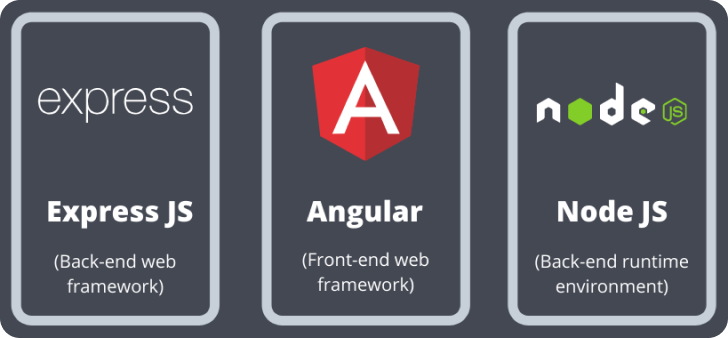 express
Express JS
(Back-end web
framework)
A
Angular
(Front-end web
framework)
node
JS
Node JS
(Back-end runtime
environment)